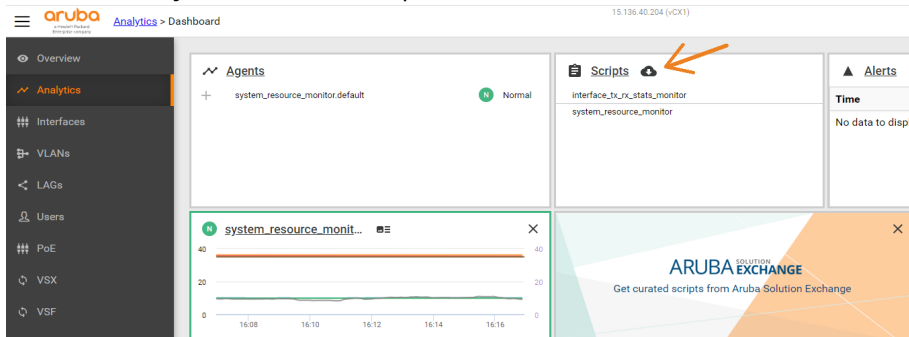 aruba
a Hewlett Packard
Enterprise company
Analytics > Dashboard
15.136.40.204 (vCX1)
Overview
Analytics
Interfaces
VLANs
LAGs
Users
PoE
VSX
VSF
Agents
system_resource_monitor.default
N Normal
Scripts
interface_tx_rx_stats_monitor
system_resource_monitor
Alerts
Time
No data to disp
N system_resource_monit...
40 40
20 20
0 0
16:08 16:10 16:12 16:14 16:16
ARUBA SOLUTION EXCHANGE
Get curated scripts from Aruba Solution Exchange